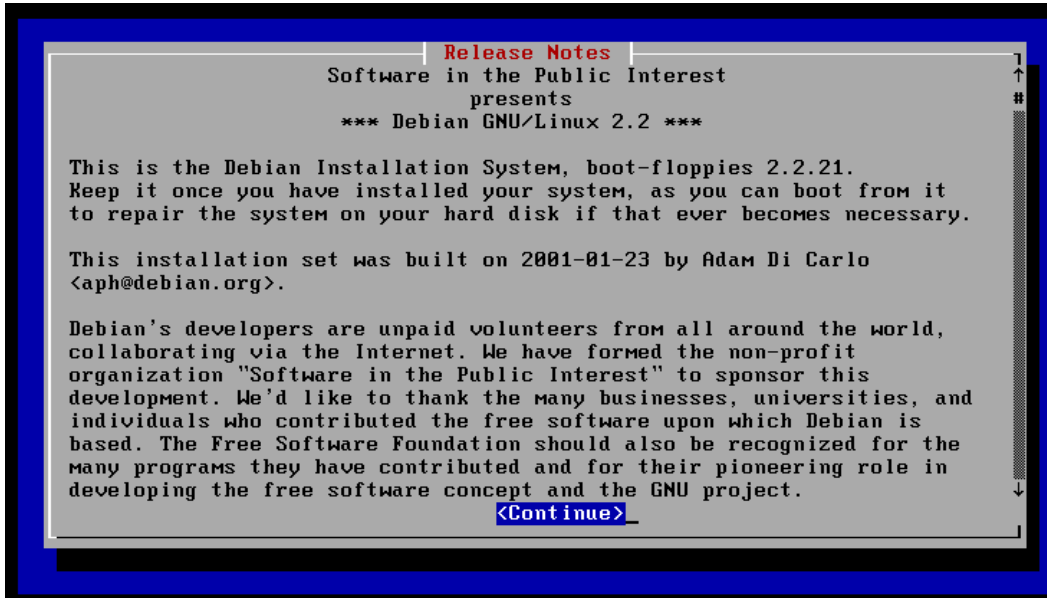 Release Notes
Software in the Public Interest
presents
*** Debian GNU/Linux 2.2 ***
This is the Debian Installation System, boot-floppies 2.2.21.
Keep it once you have installed your system, as you can boot from it
to repair the system on your hard disk if that ever becomes necessary.
This installation set was built on 2001-01-23 by Adam Di Carlo
<aph@debian.org>.
Debian's developers are unpaid volunteers from all around the world,
collaborating via the Internet. We have formed the non-profit
organization "Software in the Public Interest" to sponsor this
development. We'd like to thank the many businesses, universities, and
individuals who contributed the free software upon which Debian is
based. The Free Software Foundation should also be recognized for the
many programs they have contributed and for their pioneering role in
developing the free software concept and the GNU project.
<Continue>